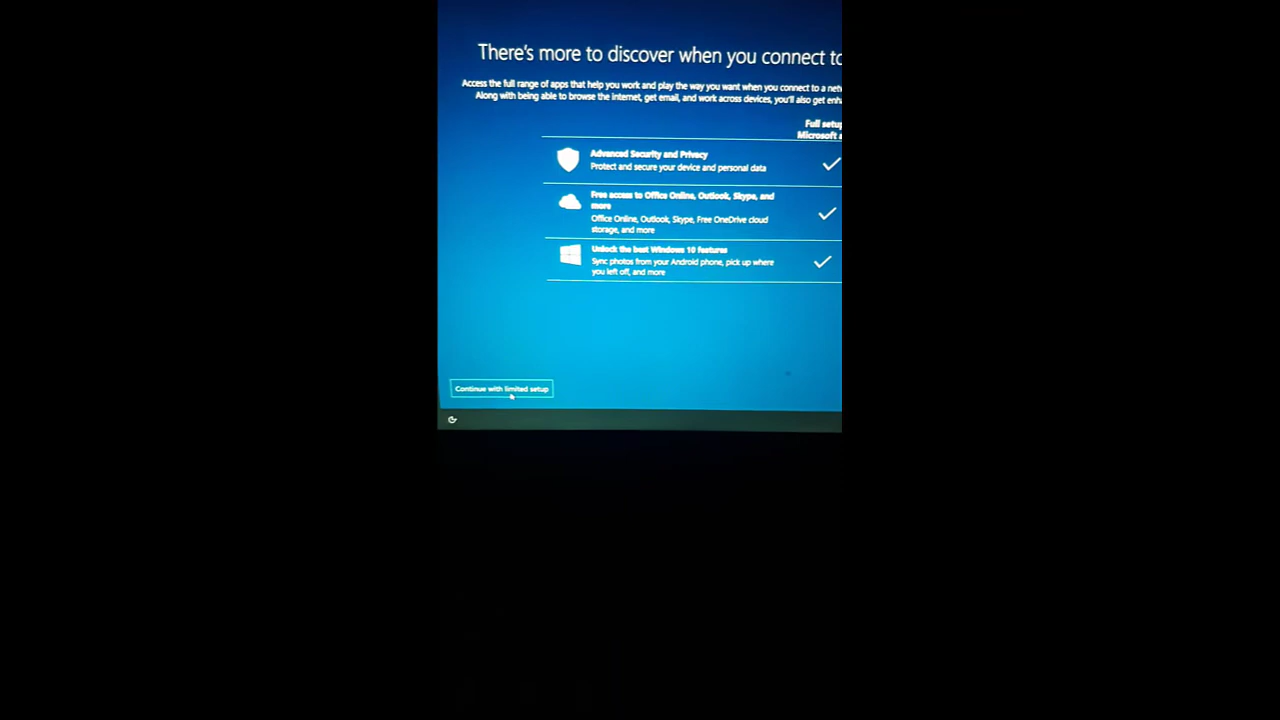 There's more to discover when you connect to
Access the full range of apps that help you work and play the way you want when you connect to a
Along with being able to browse the internet, get email, and work across devices, you'll also get
Full
Microsoft
Advanced Security and Privacy
Protect and secure your device and personal data
Free access to Office Online, Outlook, Skype, and
more
Office Online, Outlook, Skype, Free OneDrive cloud
storage, and more
Unlock the best Windows 10 features
Sync photos from your Android phone, pick up where
you left off, and more
Continue with limited setup